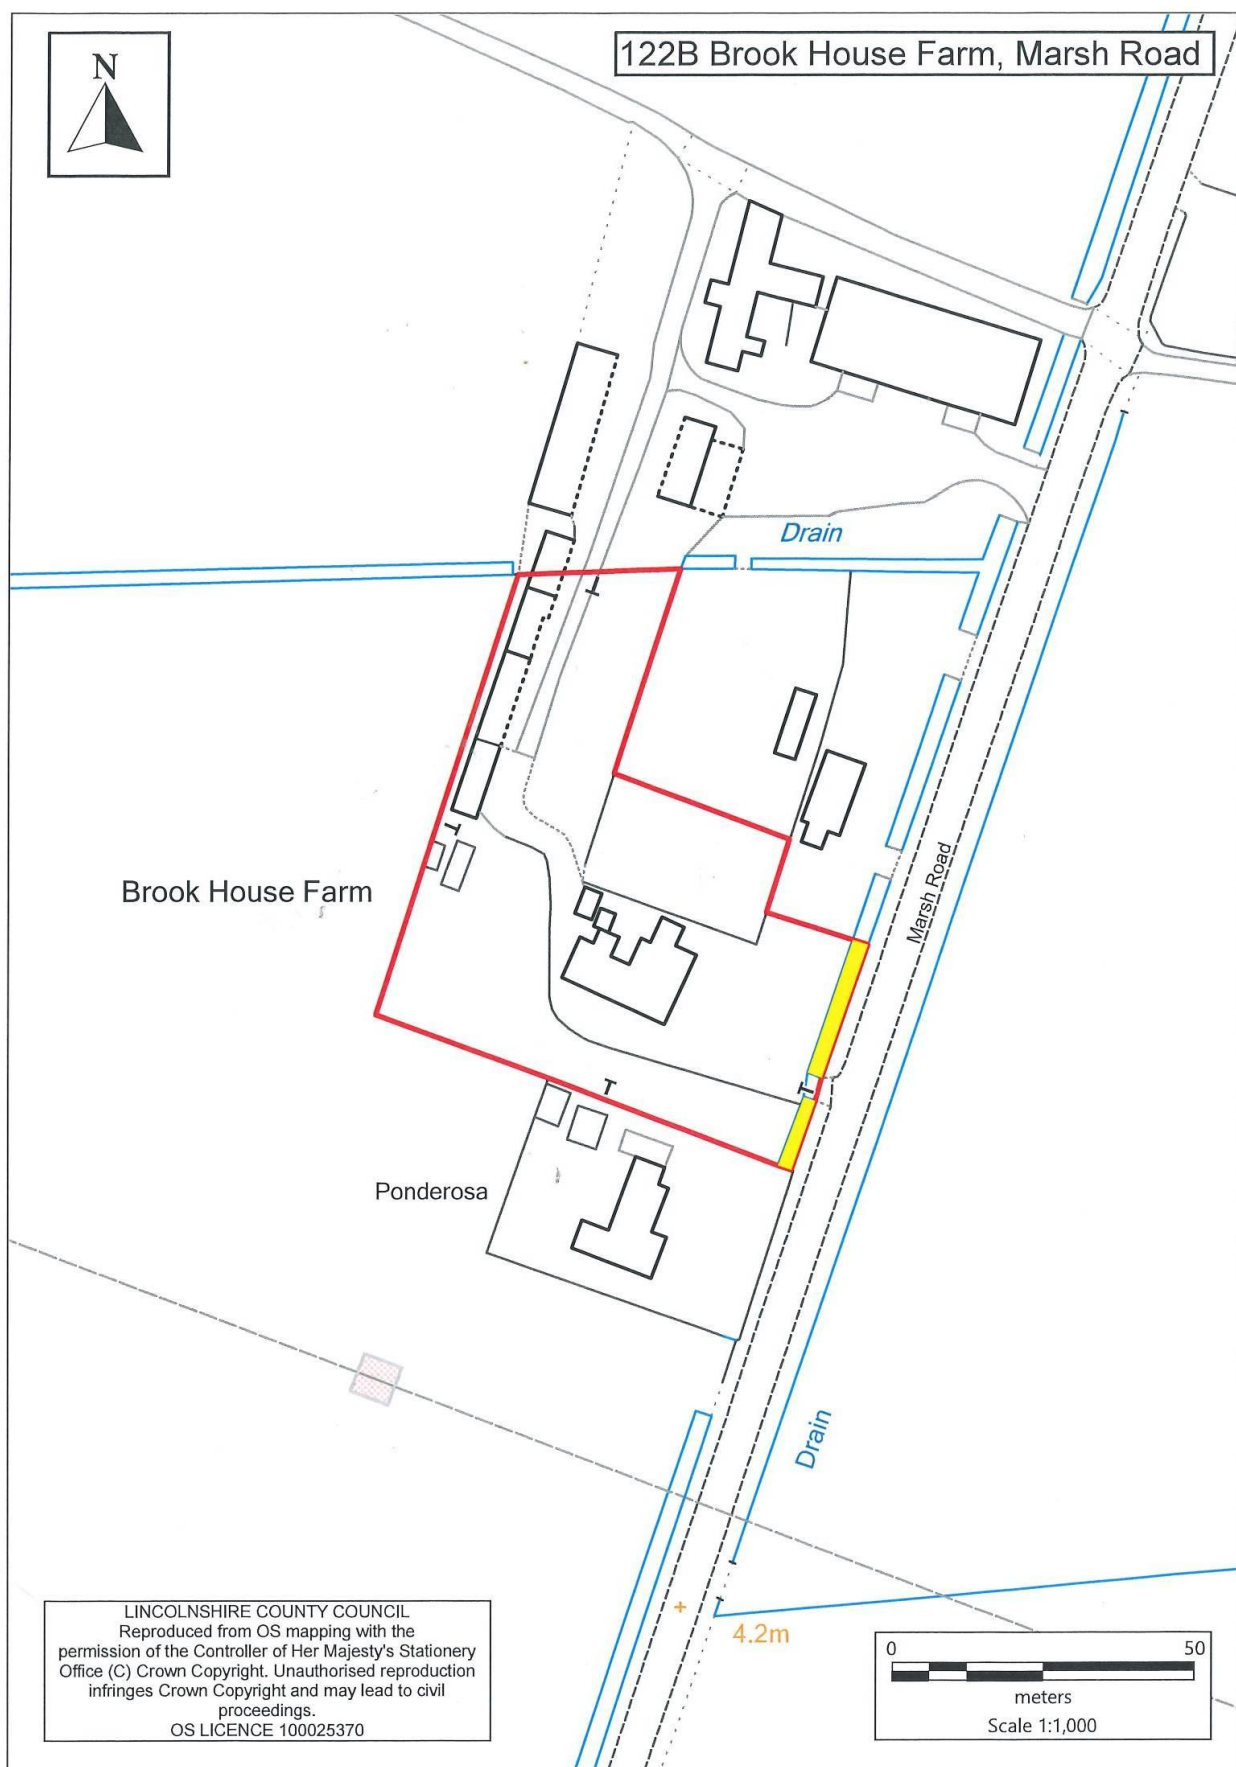 N
122B Brook House Farm, Marsh Road
Drain
Marsh Road
Brook House Farm
Ponderosa
Drain
4.2m
LINCOLNSHIRE COUNTY COUNCIL
Reproduced from OS mapping with the
permission of the Controller of Her Majesty's Stationery
Office (C) Crown Copyright. Unauthorised reproduction
infringes Crown Copyright and may lead to civil
proceedings.
OS LICENCE 100025370
0 50
meters
Scale 1:1,000
T
T
T
T